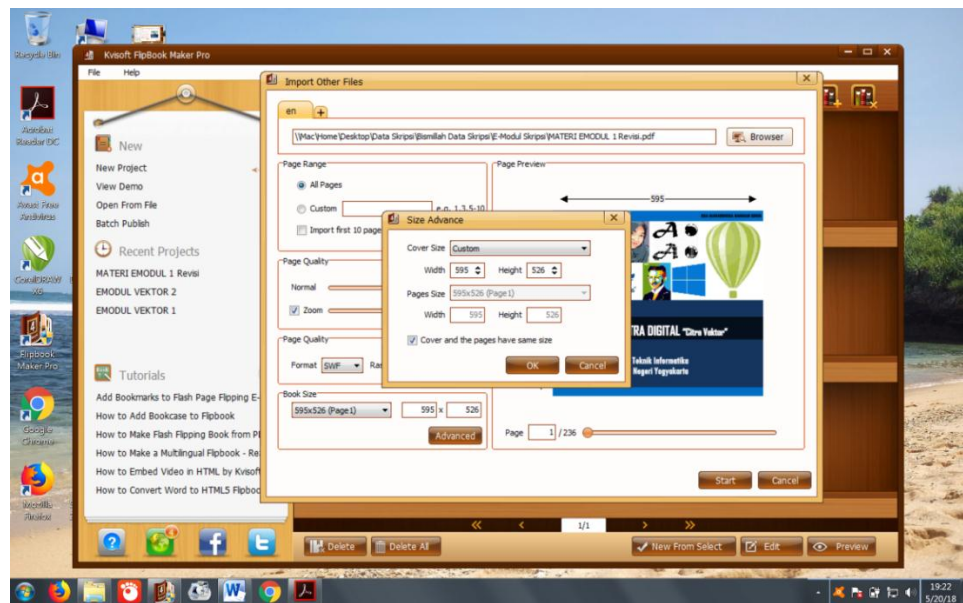 Recycle Bin
Acrobat
Reader DC
Avast Free
Antivirus
CorelDRAW
X6
Flipbook
Maker Pro
Google
Chrome
Mozilla
Firefox
Kvisoft FlipBook Maker Pro
File Help
New
New Project
View Demo
Open From File
Batch Publish
Recent Projects
MATERI EMODUL 1 Revisi
EMODUL VEKTOR 2
EMODUL VEKTOR 1
Tutorials
Add Bookmarks to Flash Page Flipping E-
How to Add Bookcase to Flipbook
How to Make Flash Flipping Book from
How to Make a Multilingual Flipbook -
How to Embed Video in HTML by Kvisoft
How to Convert Word to HTML5 Flipboo
Import Other Files
en
\\Mac\Home\Desktop\Data Skripsi\Bismillah Data Skripsi\E-Modul Skripsi\MATERI EMODUL 1 Revisi.pdf
Browser
Page Range
All Pages
Custom e.g. 1,3,5-10
Import first 10 page
Page Quality
Normal
Zoom
Page Quality
Format SWF
Book Size
595x526 (Page1) 595 x 526
Advanced
Page Preview
595
TRA DIGITAL "Citra Vektor"
Teknik Informatika
Negeri Yogyakarta
Page 1 /236
Start Cancel
Size Advance
Cover Size Custom
Width 595 Height 526
Pages Size 595x526 (Page1)
Width 595 Height 526
Cover and the pages have same size
OK Cancel
1/1
Delete Delete All New From Select Edit Preview
19:22
5/20/18